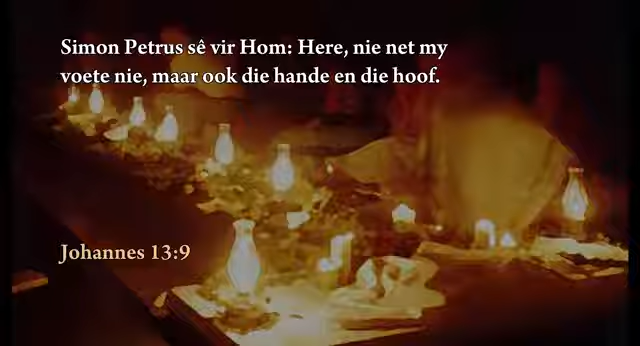 Simon Petrus sê vir Hom: Here, nie net my
voete nie, maar ook die hande en die hoof.
Johannes 13:9